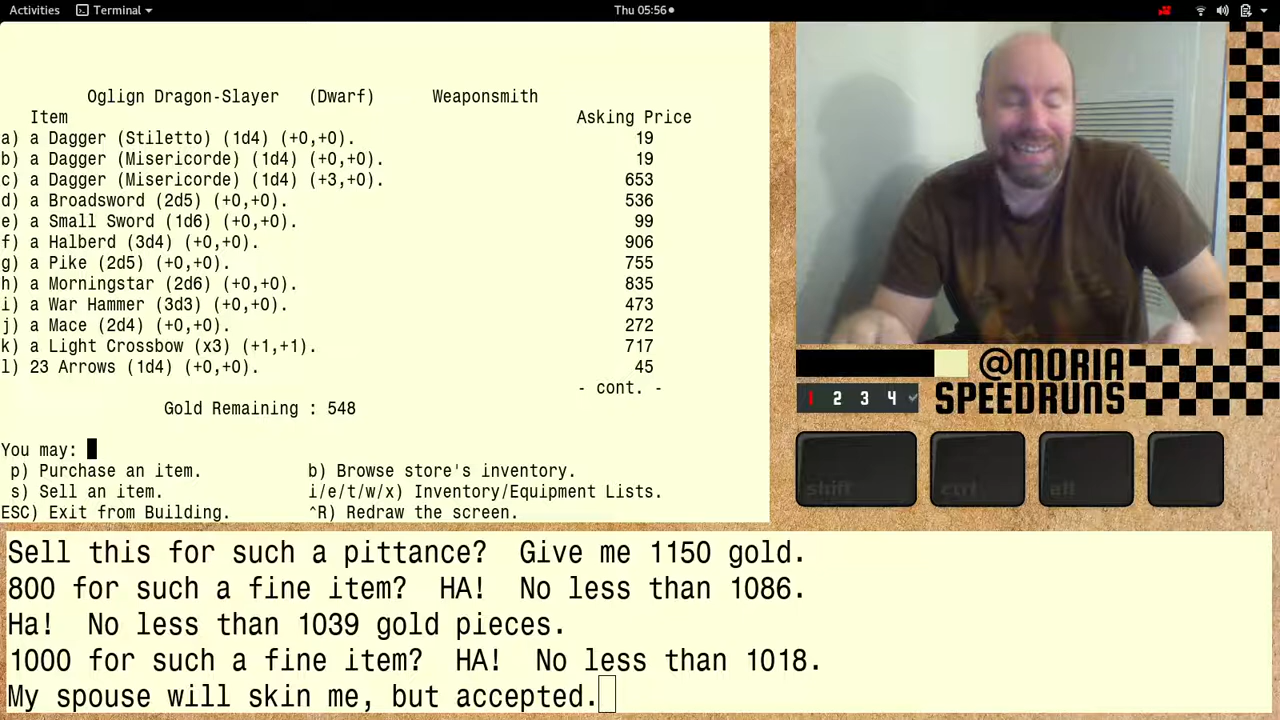 Activities Terminal Thu 05:56
Oglign Dragon-Slayer (Dwarf) Weaponsmith
Item Asking Price
a) a Dagger (Stiletto) (1d4) (+0,+0). 19
b) a Dagger (Misericorde) (1d4) (+0,+0). 19
c) a Dagger (Misericorde) (1d4) (+3,+0). 653
d) a Broadsword (2d5) (+0,+0). 536
e) a Small Sword (1d6) (+0,+0). 99
f) a Halberd (3d4) (+0,+0). 906
g) a Pike (2d5) (+0,+0). 755
h) a Morningstar (2d6) (+0,+0). 835
i) a War Hammer (3d3) (+0,+0). 473
j) a Mace (2d4) (+0,+0). 272
k) a Light Crossbow (x3) (+1,+1). 717
l) 23 Arrows (1d4) (+0,+0). 45
- cont. -
Gold Remaining : 548
You may:
p) Purchase an item. b) Browse store's inventory.
s) Sell an item. i/e/t/w/x) Inventory/Equipment Lists.
ESC) Exit from Building. ^R) Redraw the screen.
@MORIA
1 2 3 4 SPEEDRUNS
shift ctrl alt
Sell this for such a pittance? Give me 1150 gold.
800 for such a fine item? HA! No less than 1086.
Ha! No less than 1039 gold pieces.
1000 for such a fine item? HA! No less than 1018.
My spouse will skin me, but accepted.